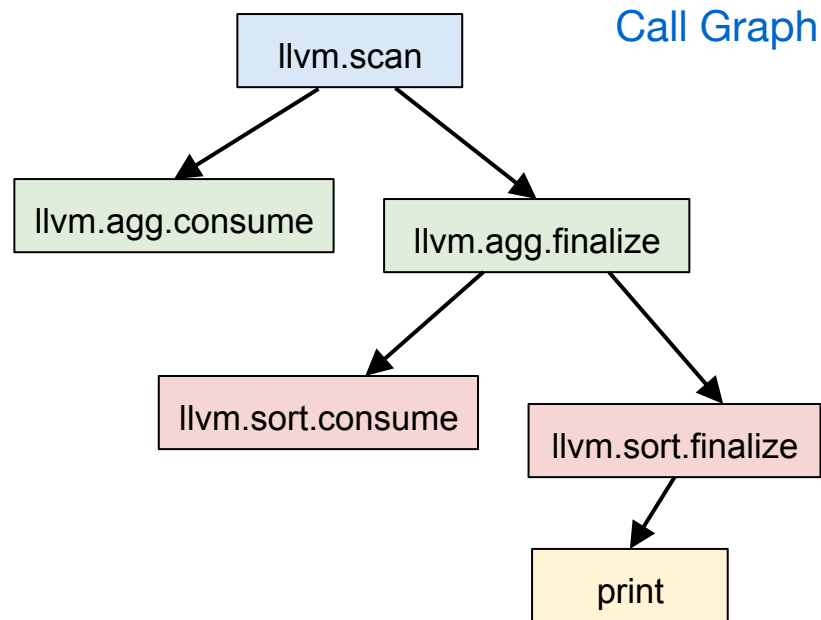 Call Graph
llvm.scan
llvm.agg.consume
llvm.agg.finalize
llvm.sort.consume
llvm.sort.finalize
print